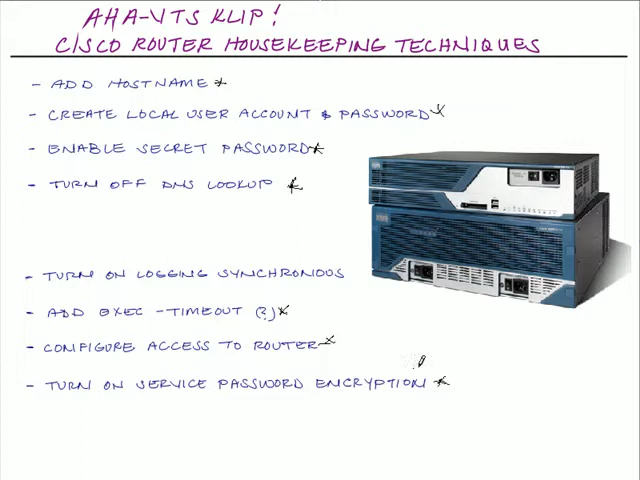 AHA-VTS KLIP!
CISCO ROUTER HOUSEKEEPING TECHNIQUES
- ADD HOSTNAME *
- CREATE LOCAL USER ACCOUNT & PASSWORD *
- ENABLE SECRET PASSWORD *
- TURN OFF DNS LOOKUP *
- TURN ON LOGGING SYNCHRONOUS
- ADD EXEC-TIMEOUT (?) *
- CONFIGURE ACCESS TO ROUTER *
- TURN ON SERVICE PASSWORD ENCRYPTION *